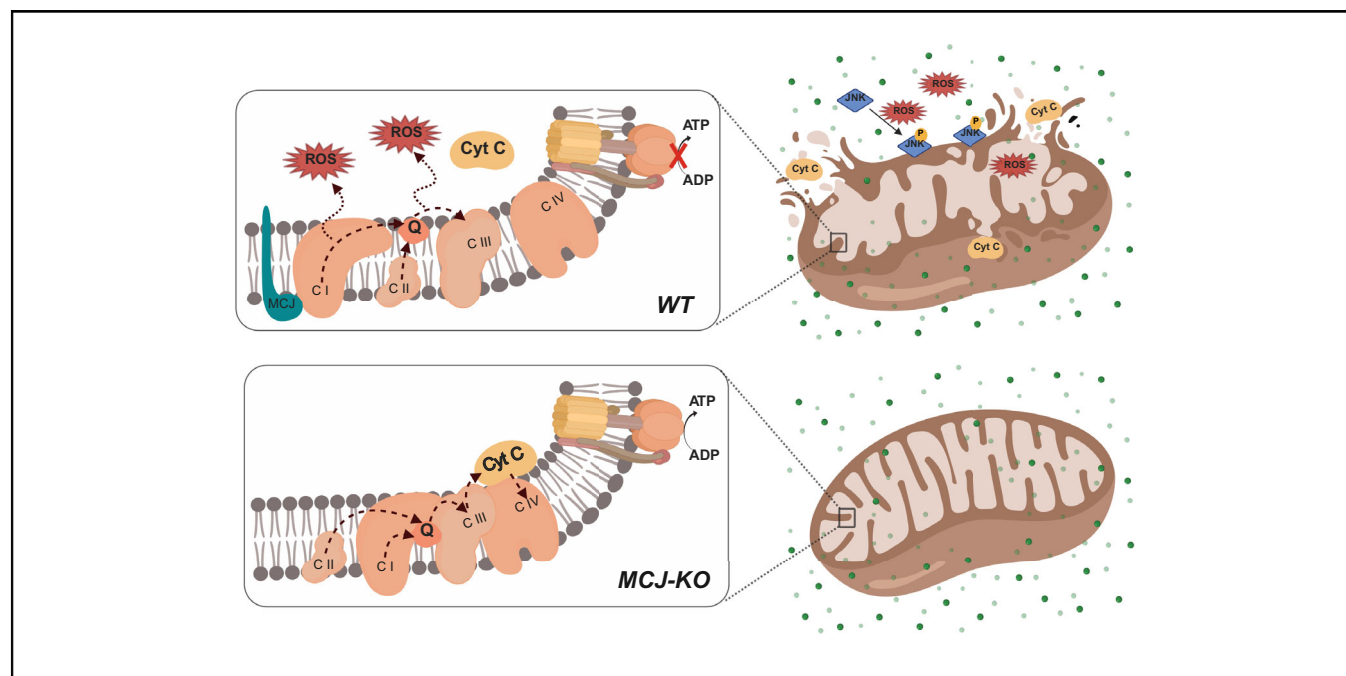 ROS
ROS
Cyt C
ATP
ADP
C IV
Q
C III
C I
C II
MCJ
WT
JNK
ROS
ROS
P
JNK
P
JNK
Cyt C
ROS
Cyt C
Cyt C
ATP
ADP
Cyt C
C IV
C III
Q
C I
C II
MCJ-KO